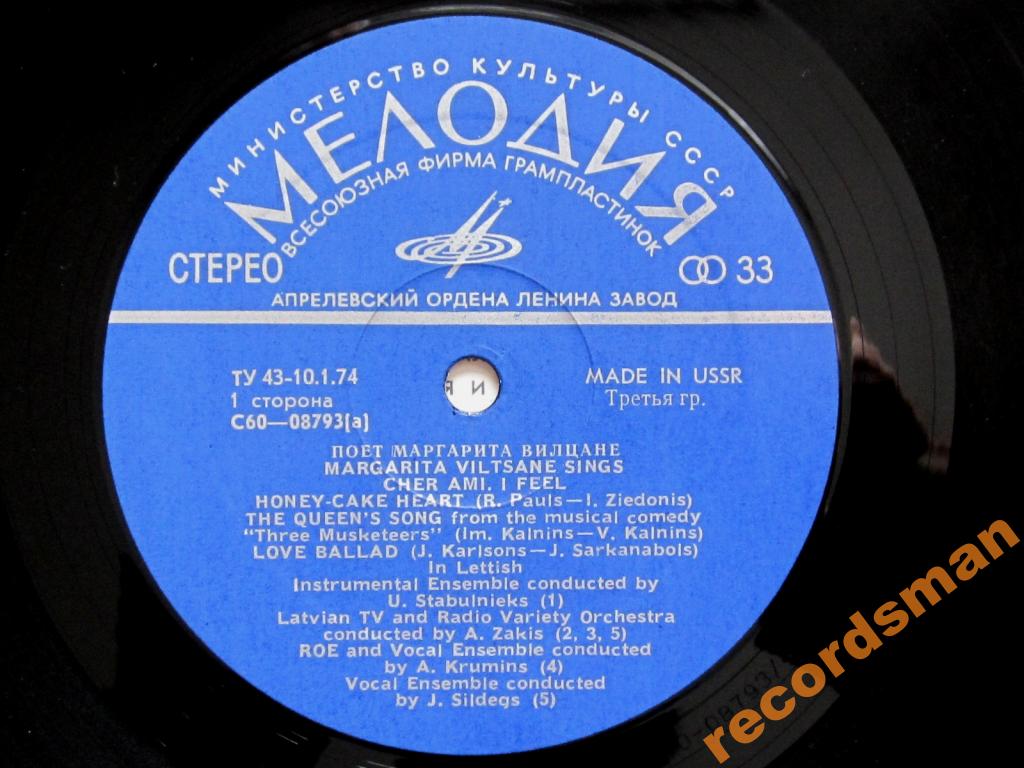 МИНИСТЕРСТВО КУЛЬТУРЫ СССР
МЕЛОДИЯ
ВСЕСОЮЗНАЯ ФИРМА ГРАМПЛАСТИНОК
СТЕРЕО
33
АПРЕЛЕВСКИЙ ОРДЕНА ЛЕНИНА ЗАВОД
ТУ 43-10.1.74
1 сторона
С60—08793(а)
я и
MADE IN USSR
Третья гр.
ПОЕТ МАРГАРИТА ВИЛЦАНЕ
MARGARITA VILTSANE SINGS
CHER AMI. I FEEL
HONEY-CAKE HEART (R. Pauls—I. Ziedonis)
THE QUEEN'S SONG from the musical comedy
"Three Musketeers" (Im. Kalnins—V. Kalnins)
LOVE BALLAD (J. Karlsons—J. Sarkanabols)
In Lettish
Instrumental Ensemble conducted by
U. Stabulnieks (1)
Latvian TV and Radio Variety Orchestra
conducted by A. Zakis (2, 3, 5)
ROE and Vocal Ensemble conducted
by A. Krumins (4)
Vocal Ensemble conducted
by J. Sildegs (5)
recordsman